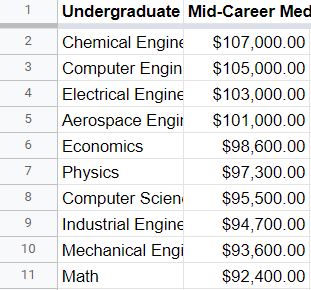 1 Undergraduate Mid-Career Med
2 Chemical Engine $107,000.00
3 Computer Engin $105,000.00
4 Electrical Engine $103,000.00
5 Aerospace Engir $101,000.00
6 Economics $98,600.00
7 Physics $97,300.00
8 Computer Scien $95,500.00
9 Industrial Engine $94,700.00
10 Mechanical Engi $93,600.00
11 Math $92,400.00